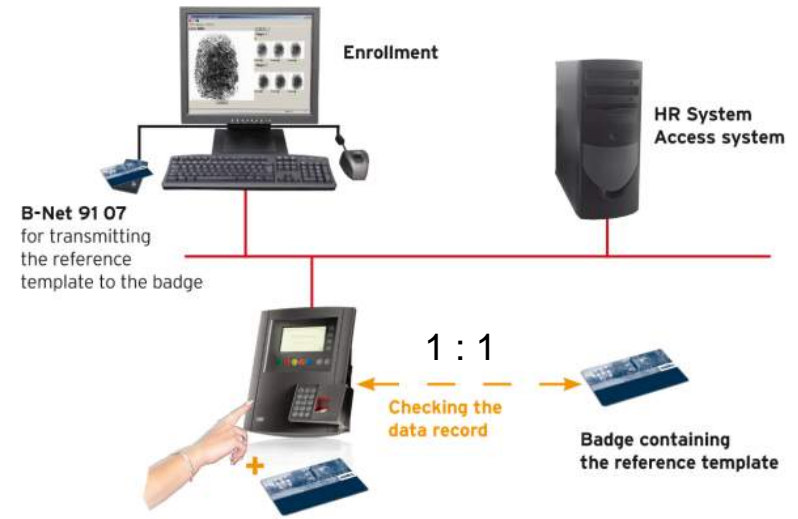 Enrollment
HR System
Access system
B-Net 91 07
for transmitting
the reference
template to the badge
1 : 1
Checking the
data record
Badge containing
the reference template
+